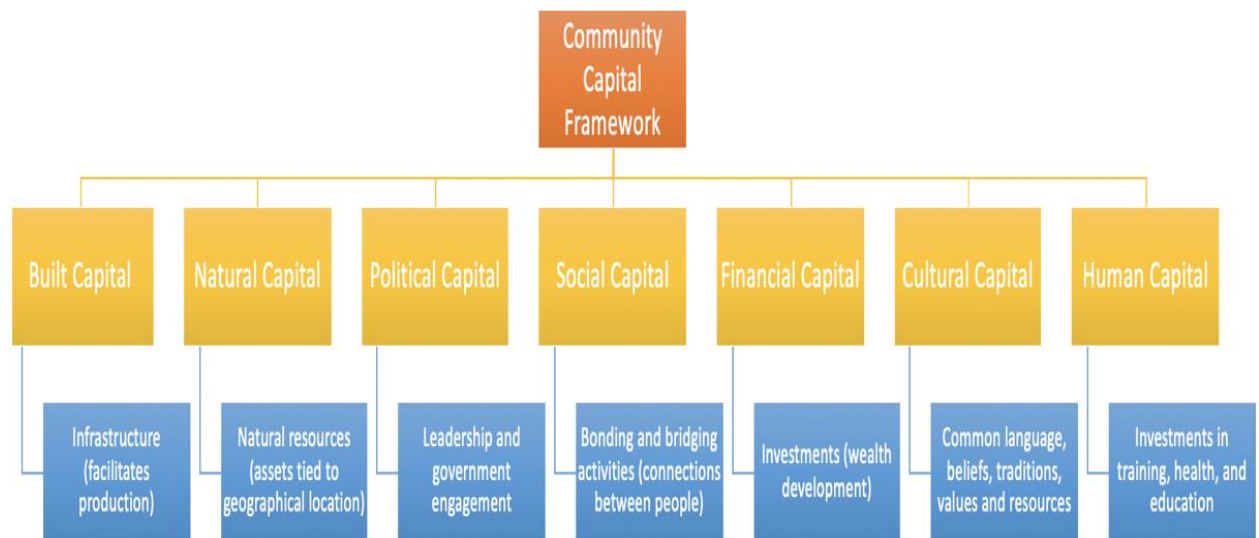 Community
Capital
Framework
Built Capital
Natural Capital
Political Capital
Social Capital
Financial Capital
Cultural Capital
Human Capital
Infrastructure
(facilitates
production)
Natural resources
(assets tied to
geographical location)
Leadership and
government
engagement
Bonding and bridging
activities (connections
between people)
Investments (wealth
development)
Common language,
beliefs, traditions,
values and resources
Investments in
training, health, and
education